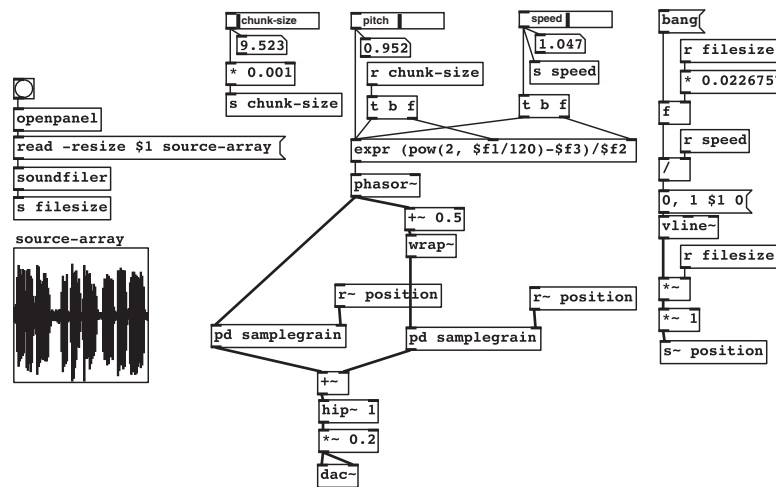 chunk-size
9.523
* 0.001
s chunk-size
pitch
0.952
r chunk-size
t b f
speed
1.047
s speed
t b f
expr (pow(2, $f1/120)-$f3)/$f2
phasor~
+~ 0.5
wrap~
r~ position
r~ position
pd samplegrain
pd samplegrain
+~
hip~ 1
*~ 0.2
dac~
openpanel
read -resize $1 source-array
soundfiler
s filesize
source-array
bang
r filesize
* 0.022675
f
r speed
/
0, 1 $1 0
vline~
r filesize
*~
*~ 1
s~ position